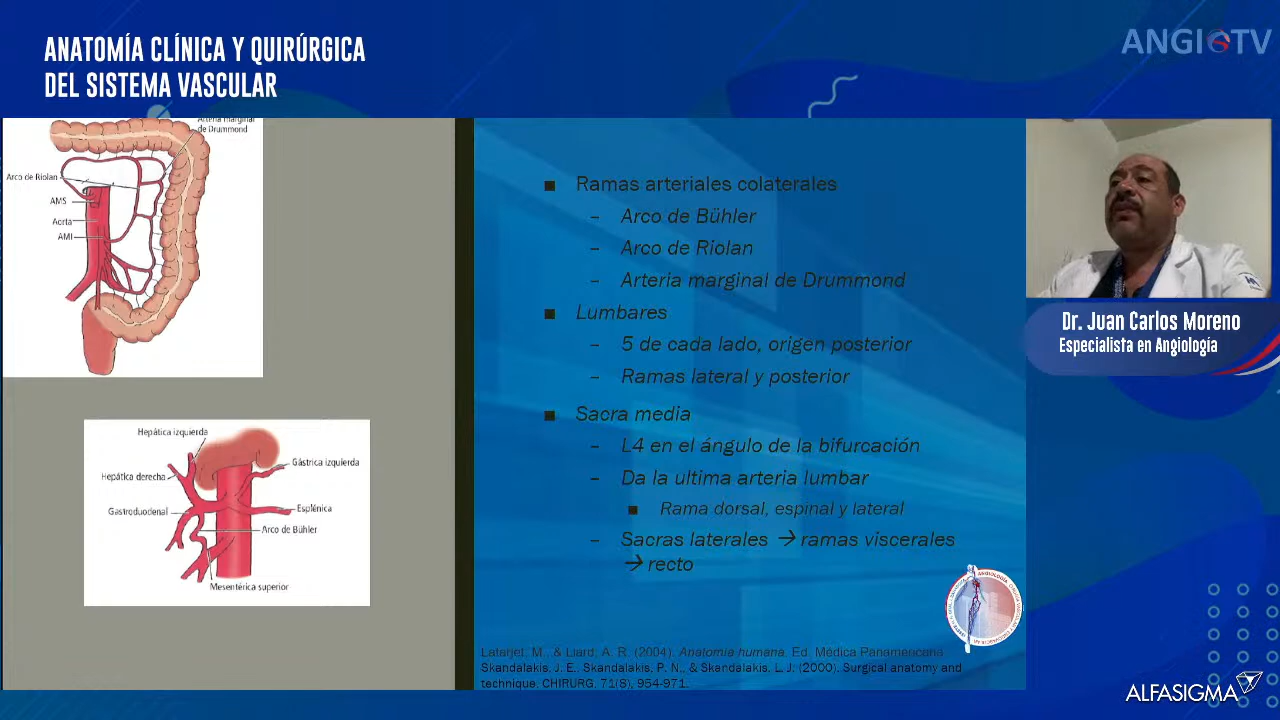 ANATOMÍA CLÍNICA Y QUIRÚRGICA
DEL SISTEMA VASCULAR
ANGIOTV
Arteria marginal
de Drummond
Arco de Riolan
AMS
Aorta
AMI
Hepática izquierda
Gástrica izquierda
Hepática derecha
Gastroduodenal
Esplénica
Arco de Bühler
Mesentérica superior
■ Ramas arteriales colaterales
– Arco de Bühler
– Arco de Riolan
– Arteria marginal de Drummond
■ Lumbares
– 5 de cada lado, origen posterior
– Ramas lateral y posterior
■ Sacra media
– L4 en el ángulo de la bifurcación
– Da la ultima arteria lumbar
■ Rama dorsal, espinal y lateral
– Sacras laterales → ramas viscerales
→ recto
Latarjet, M., & Liard, A. R. (2004). Anatomía humana. Ed. Médica Panamericana
Skandalakis, J. E., Skandalakis, P. N., & Skandalakis, L. J. (2000). Surgical anatomy and
technique. CHIRURG, 71(8), 954-971.
Dr. Juan Carlos Moreno
Especialista en Angiología
ALFASIGMA